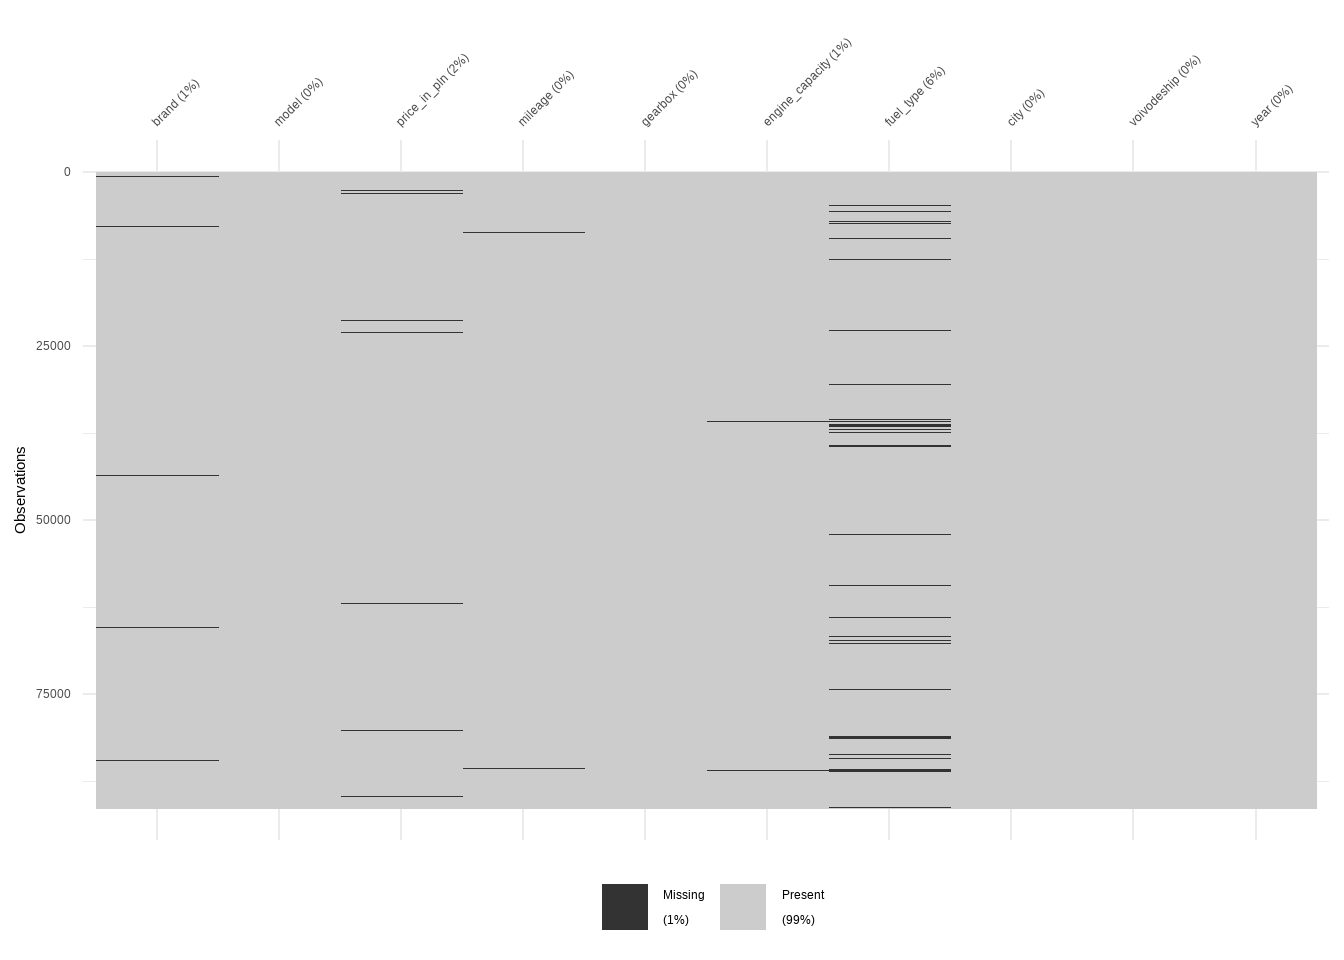 brand (1%)
model (0%)
price_in_pln (2%)
mileage (0%)
gearbox (0%)
engine_capacity (1%)
fuel_type (6%)
city (0%)
voivodeship (0%)
year (0%)
0
25000
50000
75000
Observations
Missing
(1%)
Present
(99%)